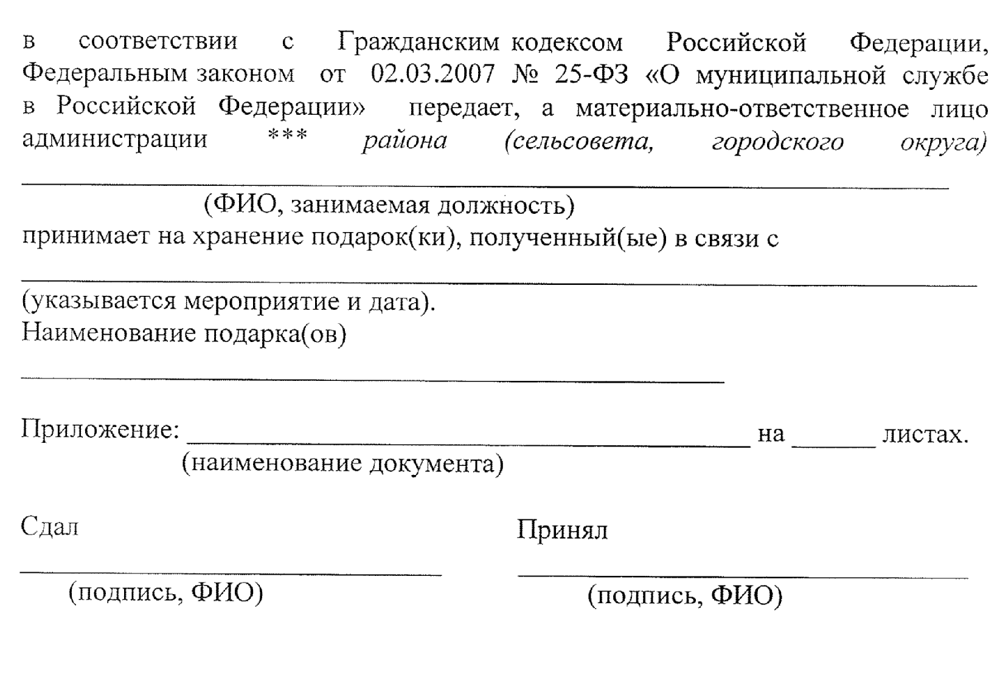 в соответствии с Гражданским кодексом Российской Федерации,
Федеральным законом от 02.03.2007 № 25-ФЗ «О муниципальной службе
в Российской Федерации» передает, а материально-ответственное лицо
администрации *** района (сельсовета, городского округа)
(ФИО, занимаемая должность)
принимает на хранение подарок(ки), полученный(ые) в связи с
(указывается мероприятие и дата).
Наименование подарка(ов)
Приложение: ____________ на ______ листах.
(наименование документа)
Сдал Принял
(подпись, ФИО) (подпись, ФИО)